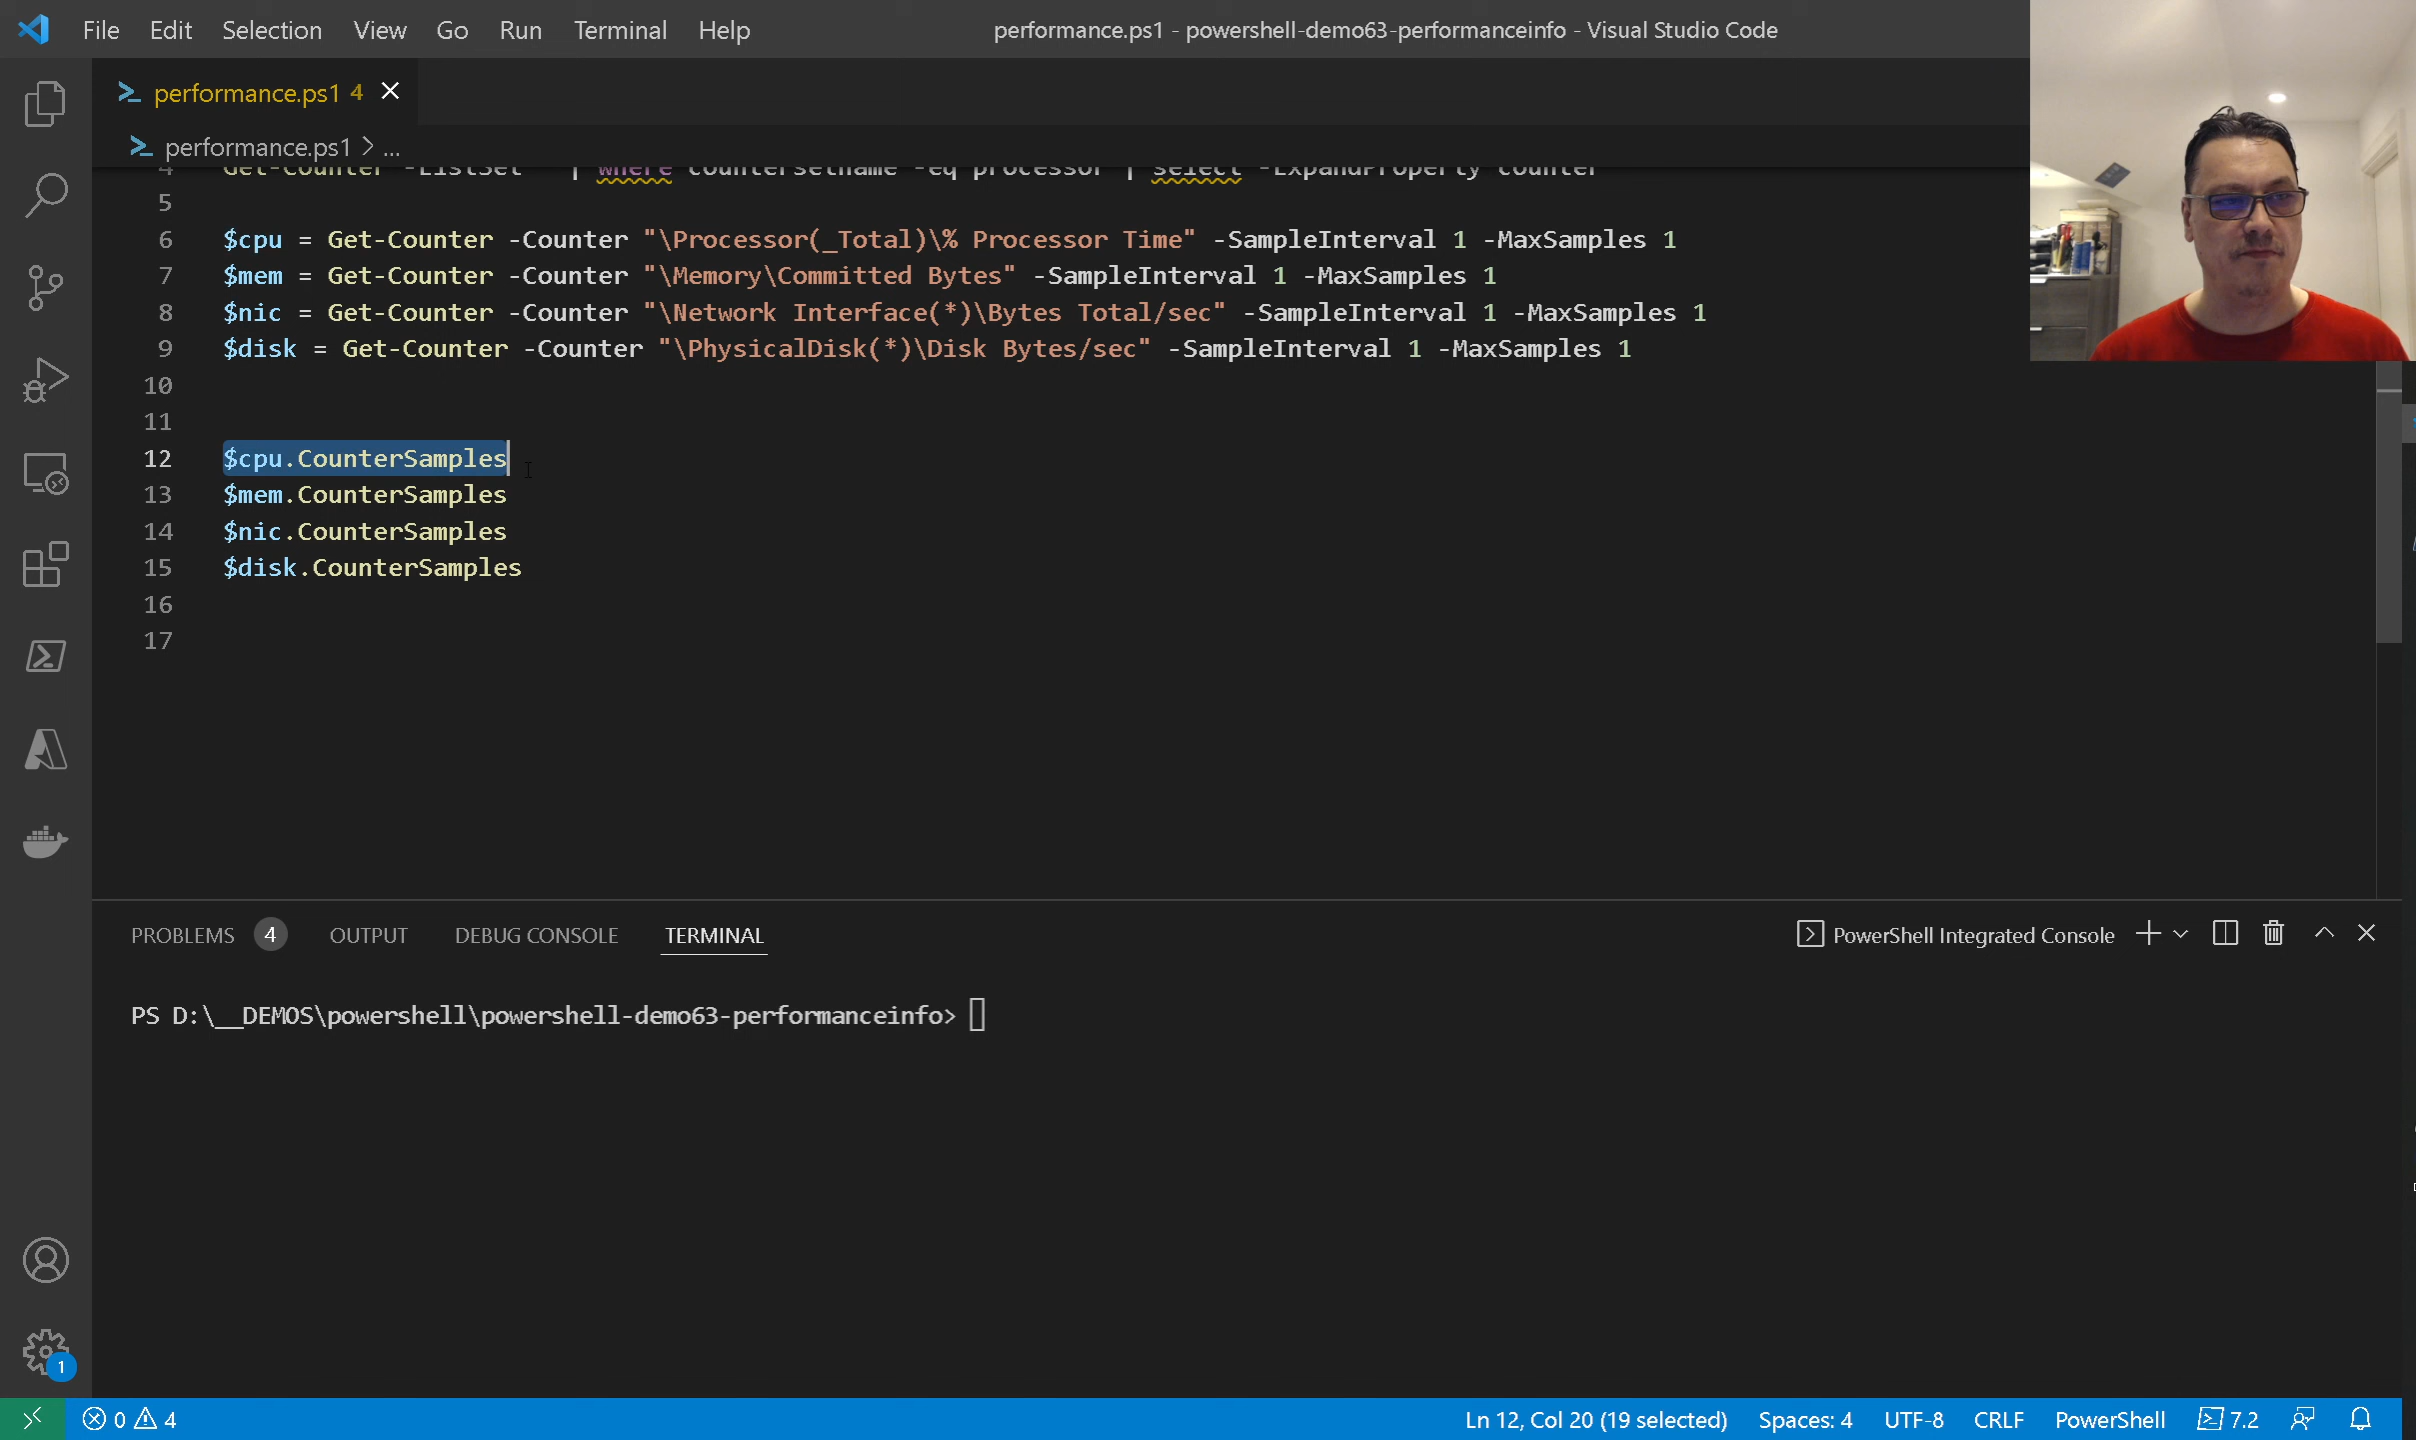 File Edit Selection View Go Run Terminal Help performance.ps1 - powershell-demo63-performanceinfo - Visual Studio Code
performance.ps1 4
performance.ps1 > ...
4 Get-Counter -ListSet * | where countersetname -eq processor | select -ExpandProperty counter
5
6 $cpu = Get-Counter -Counter "\Processor(_Total)\% Processor Time" -SampleInterval 1 -MaxSamples 1
7 $mem = Get-Counter -Counter "\Memory\Committed Bytes" -SampleInterval 1 -MaxSamples 1
8 $nic = Get-Counter -Counter "\Network Interface(*)\Bytes Total/sec" -SampleInterval 1 -MaxSamples 1
9 $disk = Get-Counter -Counter "\PhysicalDisk(*)\Disk Bytes/sec" -SampleInterval 1 -MaxSamples 1
10
11
12 $cpu.CounterSamples
13 $mem.CounterSamples
14 $nic.CounterSamples
15 $disk.CounterSamples
16
17
PROBLEMS 4 OUTPUT DEBUG CONSOLE TERMINAL PowerShell Integrated Console
PS D:\__DEMOS\powershell\powershell-demo63-performanceinfo>
1
0 4 Ln 12, Col 20 (19 selected) Spaces: 4 UTF-8 CRLF PowerShell 7.2